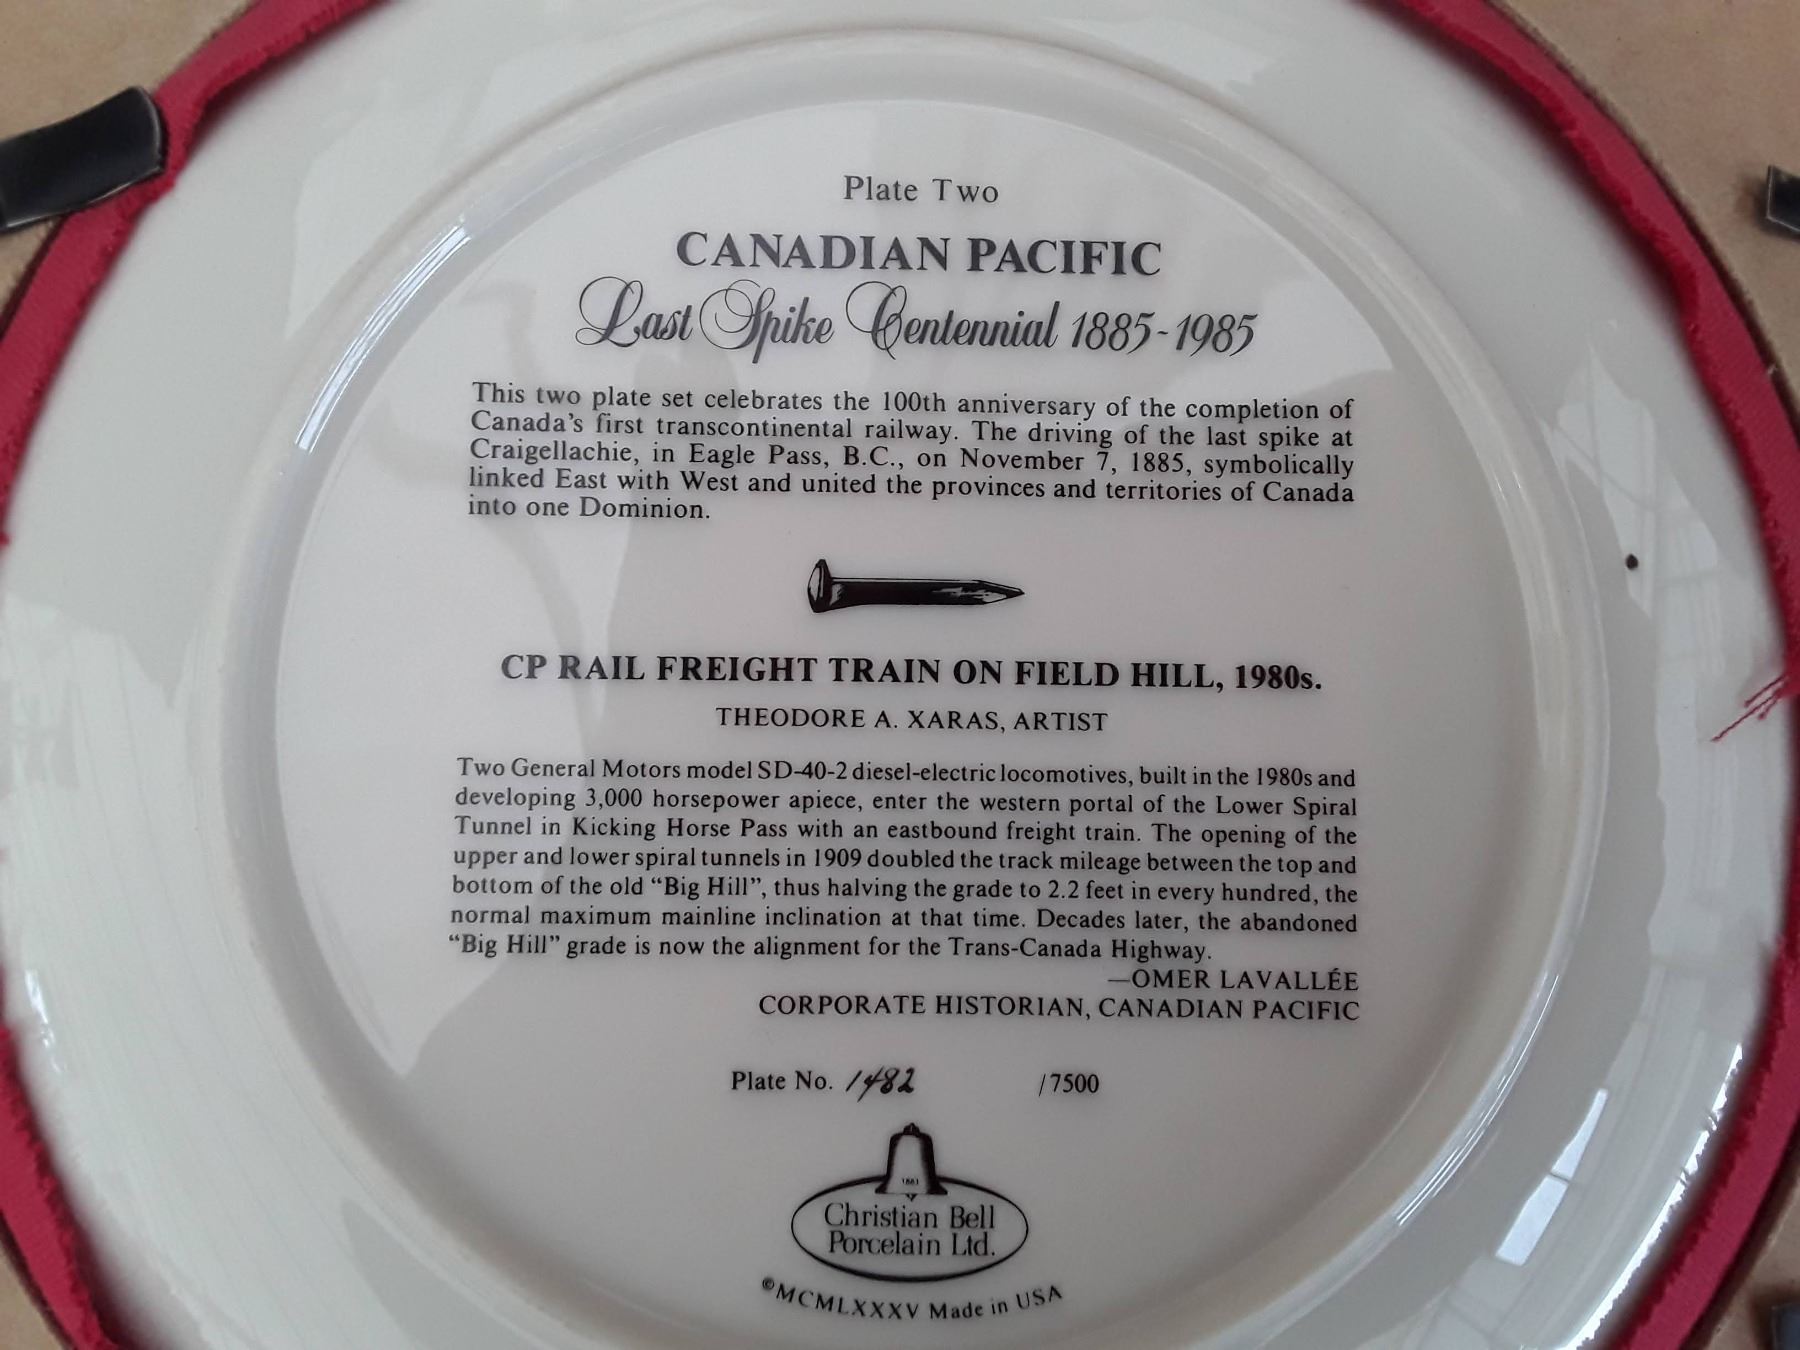 Plate Two
CANADIAN PACIFIC
Last Spike Centennial 1885-1985
This two plate set celebrates the 100th anniversary of the completion of
Canada's first transcontinental railway. The driving of the last spike at
Craigellachie, in Eagle Pass, B.C., on November 7, 1885, symbolically
linked East with West and united the provinces and territories of Canada
into one Dominion.
CP RAIL FREIGHT TRAIN ON FIELD HILL, 1980s.
THEODORE A. XARAS, ARTIST
Two General Motors model SD-40-2 diesel-electric locomotives, built in the 1980s and
developing 3,000 horsepower apiece, enter the western portal of the Lower Spiral
Tunnel in Kicking Horse Pass with an eastbound freight train. The opening of the
upper and lower spiral tunnels in 1909 doubled the track mileage between the top and
bottom of the old “Big Hill”, thus halving the grade to 2.2 feet in every hundred, the
normal maximum mainline inclination at that time. Decades later, the abandoned
“Big Hill” grade is now the alignment for the Trans-Canada Highway.
—OMER LAVALLÉE
CORPORATE HISTORIAN, CANADIAN PACIFIC
Plate No. 1482 /7500
Christian Bell
Porcelain Ltd.
©MCMLXXXV Made in USA